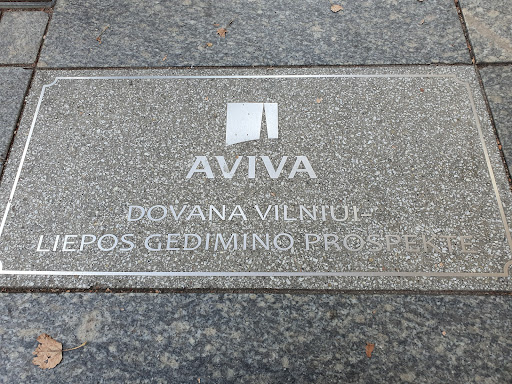 AVIVA
DOVANA VILNIUI-
LIEPOS GEDIMINO PROSPEKTE